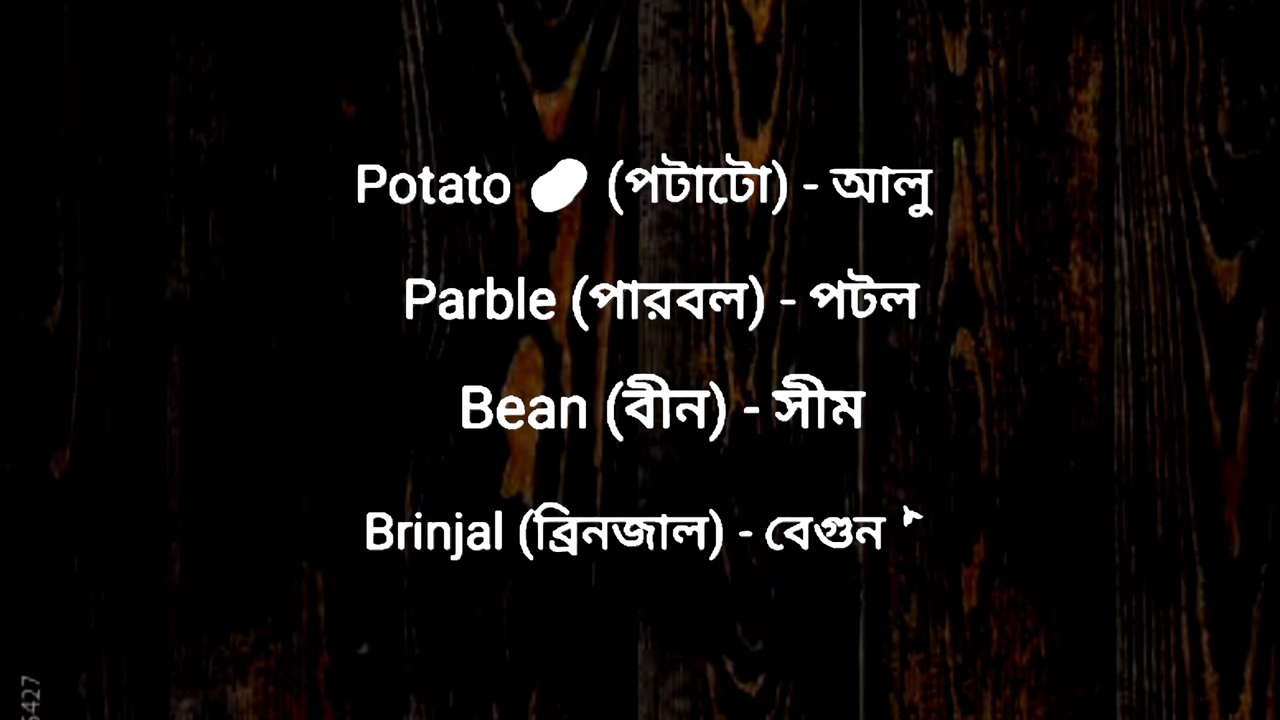 Potato 🥔 (পটাটো) - আলু
Parble (পারবল) - পটল
Bean (বীন) - সীম
Brinjal (ব্রিনজাল) - বেগুন